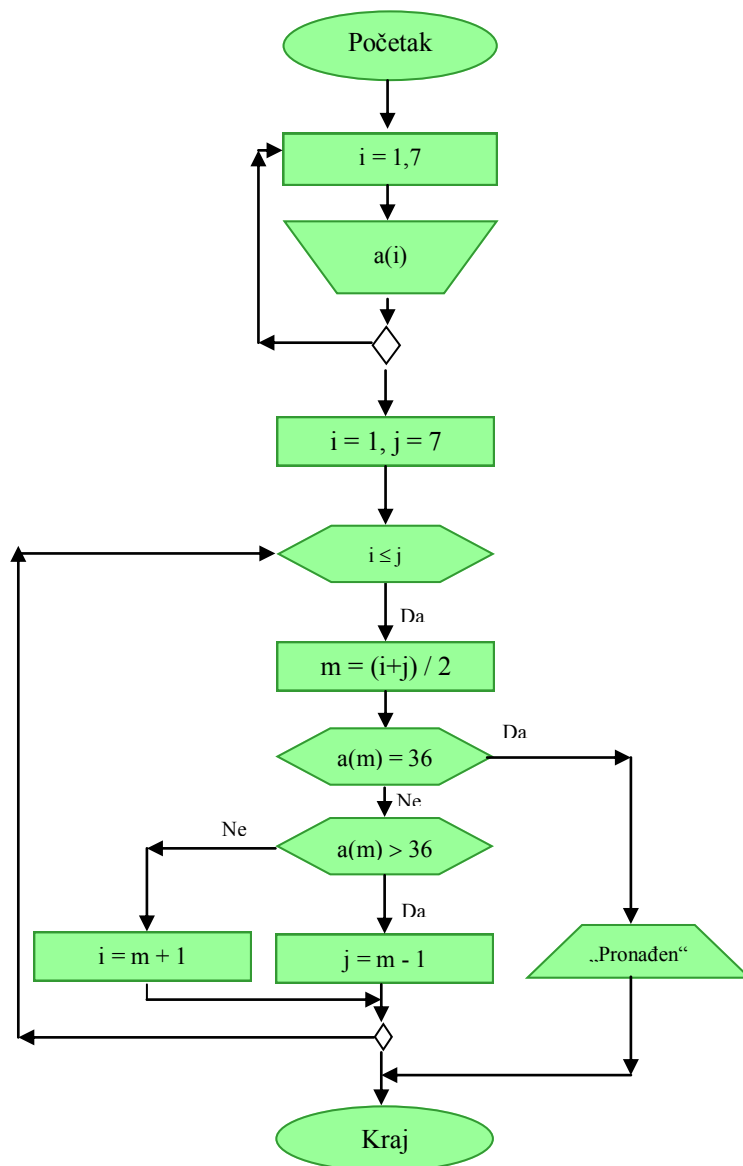 Početak
i = 1,7
a(i)
i = 1, j = 7
i ≤ j
Da
m = (i+j) / 2
a(m) = 36
Da
Ne
a(m) > 36
Ne
Da
i = m + 1
j = m - 1
„Pronađen“
Kraj